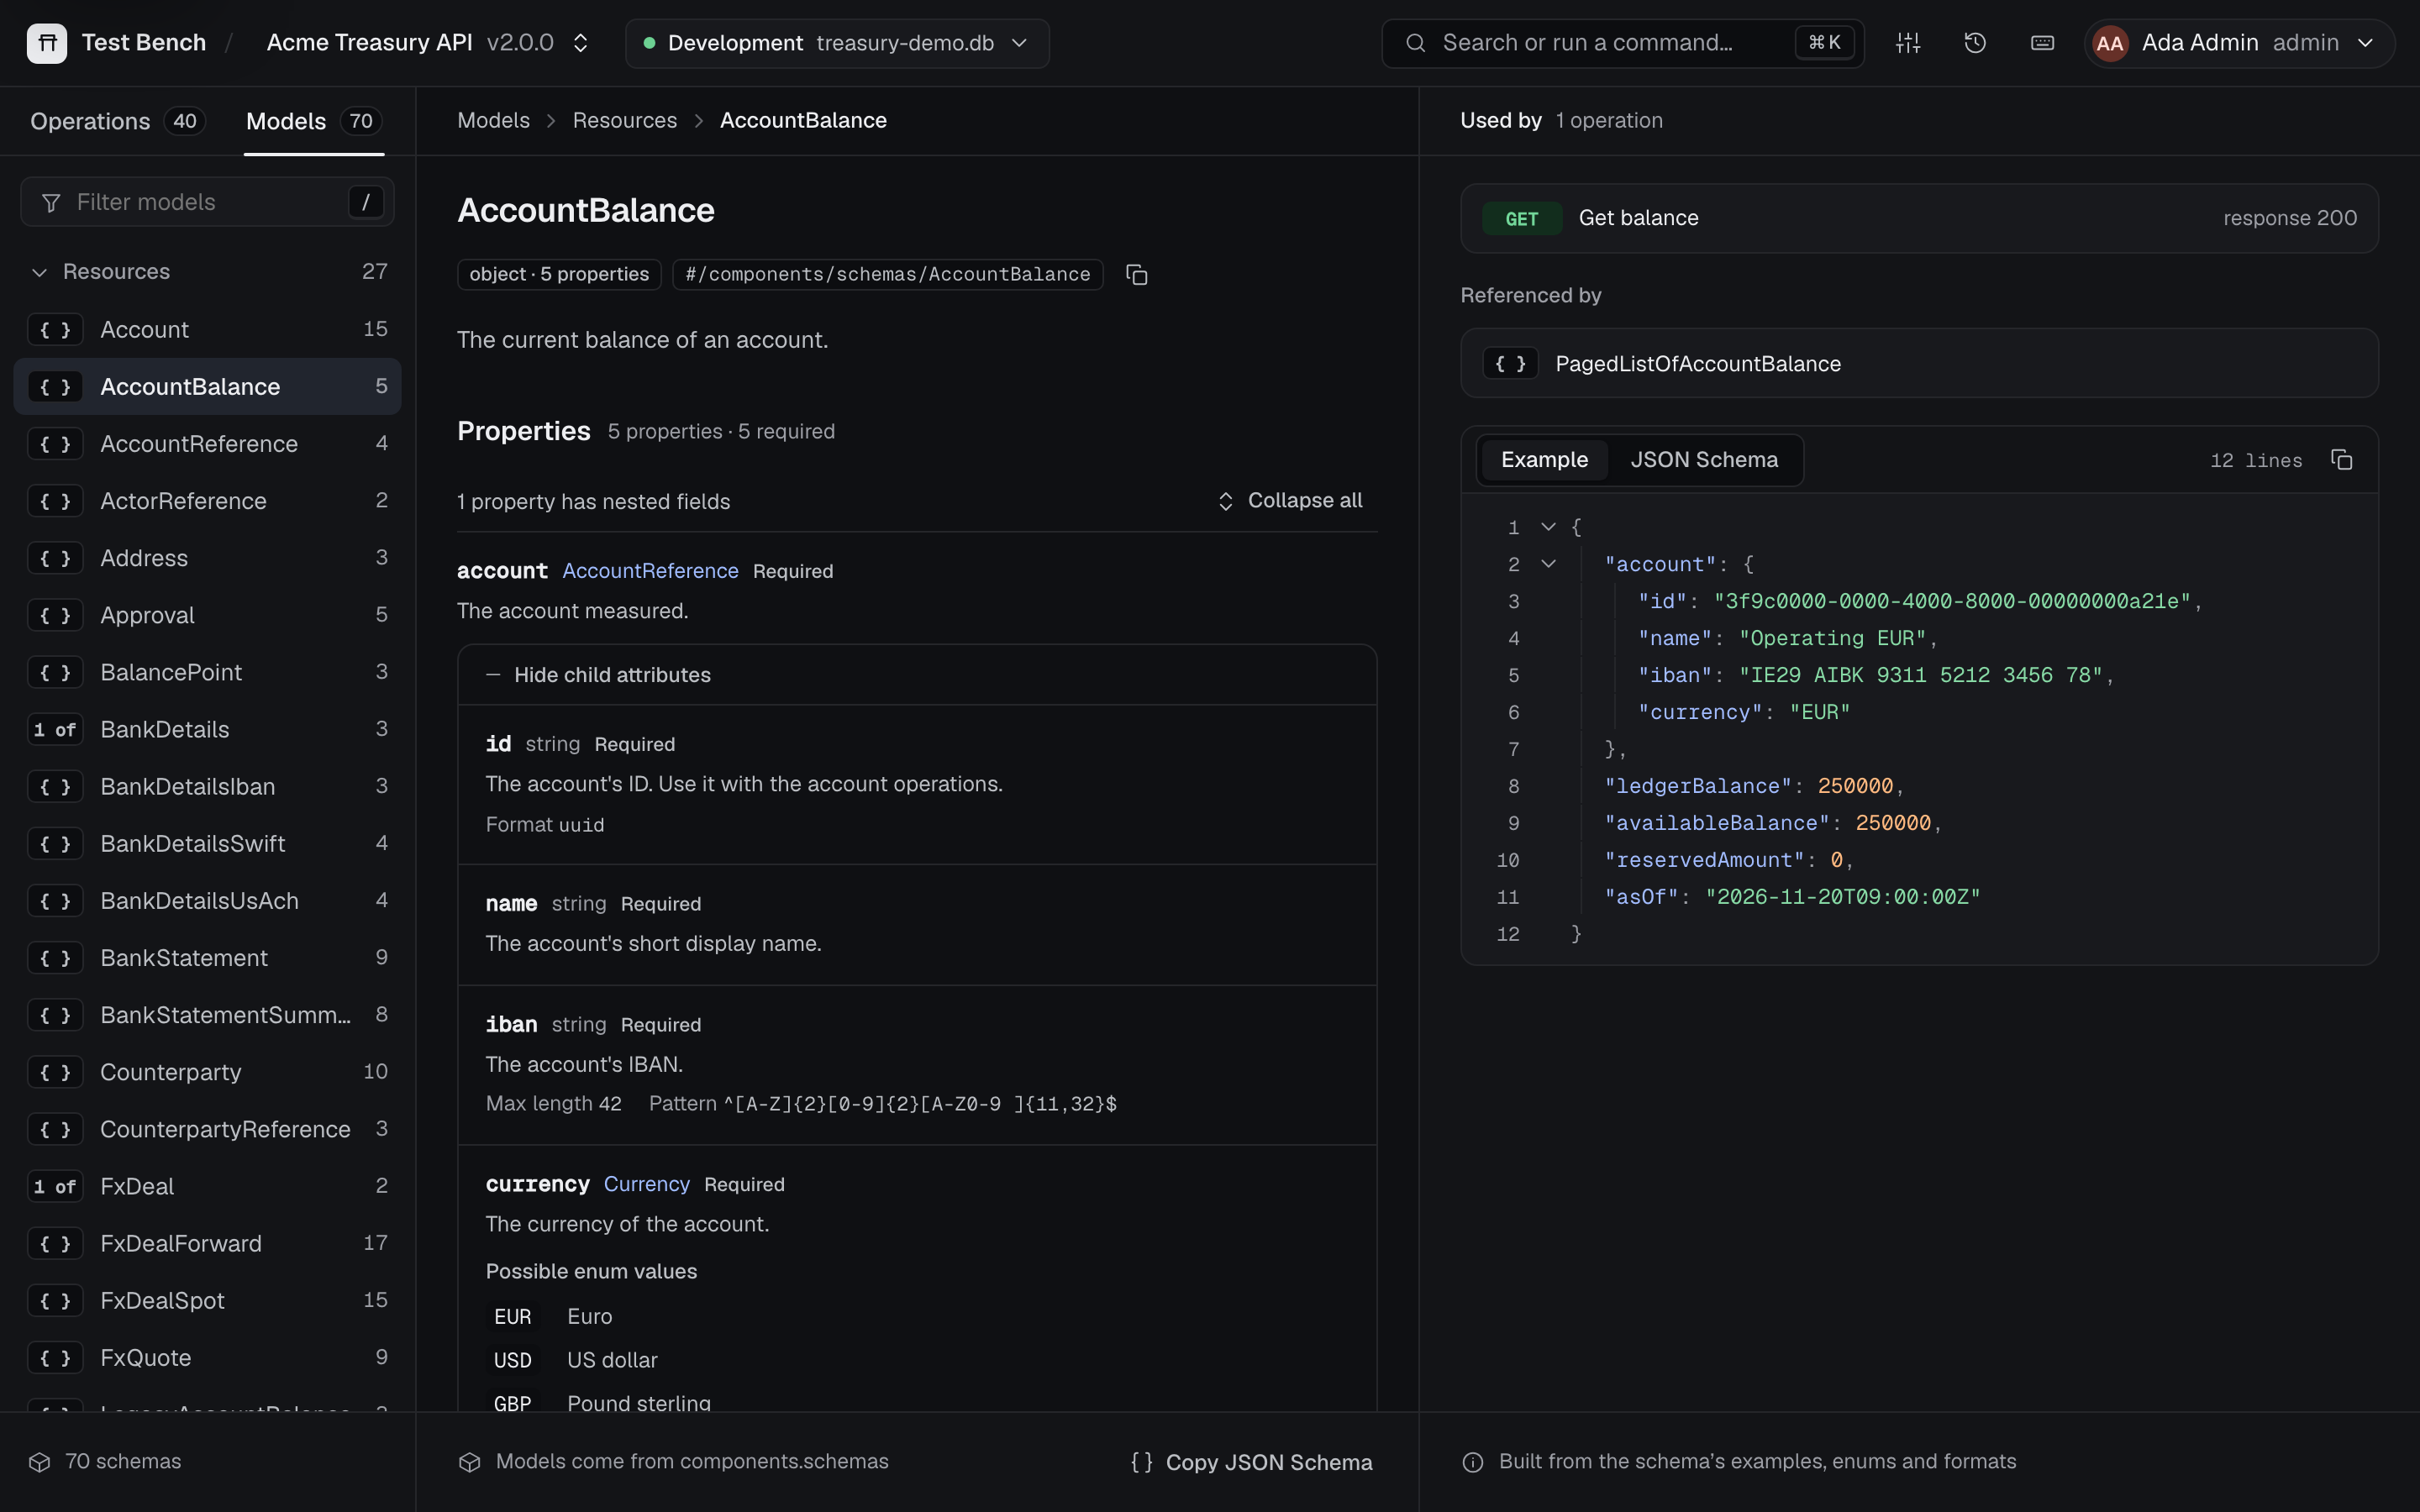 Test Bench / Acme Treasury API v2.0.0 Development treasury-demo.db Search or run a command... ⌘K AA Ada Admin admin
Operations 40 Models 70
Filter models /
Resources 27
{ } Account 15
{ } AccountBalance 5
{ } AccountReference 4
{ } ActorReference 2
{ } Address 3
{ } Approval 5
{ } BalancePoint 3
1 of BankDetails 3
{ } BankDetailsIban 3
{ } BankDetailsSwift 4
{ } BankDetailsUsAch 4
{ } BankStatement 9
{ } BankStatementSumm... 8
{ } Counterparty 10
{ } CounterpartyReference 3
1 of FxDeal 2
{ } FxDealForward 17
{ } FxDealSpot 15
{ } FxQuote 9
70 schemas
Models > Resources > AccountBalance
AccountBalance
object · 5 properties #/components/schemas/AccountBalance
The current balance of an account.
Properties 5 properties · 5 required
1 property has nested fields Collapse all
account AccountReference Required
The account measured.
— Hide child attributes
id string Required
The account's ID. Use it with the account operations.
Format uuid
name string Required
The account's short display name.
iban string Required
The account's IBAN.
Max length 42 Pattern ^[A-Z]{2}[0-9]{2}[A-Z0-9 ]{11,32}$
currency Currency Required
The currency of the account.
Possible enum values
EUR Euro
USD US dollar
GBP Pound sterling
Models come from components.schemas { } Copy JSON Schema
Used by 1 operation
GET Get balance response 200
Referenced by
{ } PagedListOfAccountBalance
Example JSON Schema 12 lines
1 {
2 "account": {
3 "id": "3f9c0000-0000-4000-8000-00000000a21e",
4 "name": "Operating EUR",
5 "iban": "IE29 AIBK 9311 5212 3456 78",
6 "currency": "EUR"
7 },
8 "ledgerBalance": 250000,
9 "availableBalance": 250000,
10 "reservedAmount": 0,
11 "asOf": "2026-11-20T09:00:00Z"
12 }
Built from the schema’s examples, enums and formats